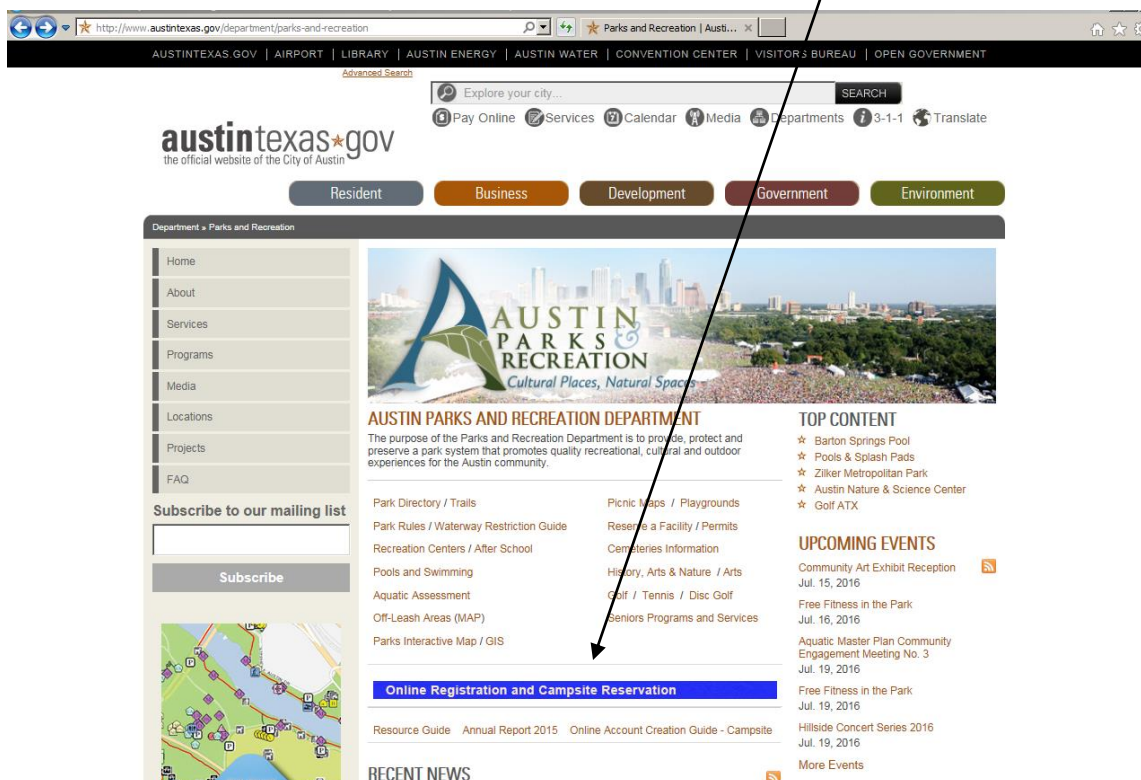 http://www.austintexas.gov/department/parks-and-recreation
Parks and Recreation | Austi...
AUSTINTEXAS.GOV | AIRPORT | LIBRARY | AUSTIN ENERGY | AUSTIN WATER | CONVENTION CENTER | VISITORS BUREAU | OPEN GOVERNMENT
Advanced Search
Explore your city...
SEARCH
Pay Online Services Calendar Media Departments 3-1-1 Translate
austintexas gov
the official website of the City of Austin
Resident Business Development Government Environment
Department » Parks and Recreation
Home
About
Services
Programs
Media
Locations
Projects
FAQ
Subscribe to our mailing list
Subscribe
AUSTIN
PARKS &
RECREATION
Cultural Places, Natural Spaces
AUSTIN PARKS AND RECREATION DEPARTMENT
The purpose of the Parks and Recreation Department is to provide, protect and
preserve a park system that promotes quality recreational, cultural and outdoor
experiences for the Austin community.
Park Directory / Trails
Park Rules / Waterway Restriction Guide
Recreation Centers / After School
Pools and Swimming
Aquatic Assessment
Off-Leash Areas (MAP)
Parks Interactive Map / GIS
Picnic Maps / Playgrounds
Reserve a Facility / Permits
Cemeteries Information
History, Arts & Nature / Arts
Golf / Tennis / Disc Golf
Seniors Programs and Services
Online Registration and Campsite Reservation
Resource Guide Annual Report 2015 Online Account Creation Guide - Campsite
RECENT NEWS
TOP CONTENT
Barton Springs Pool
Pools & Splash Pads
Zilker Metropolitan Park
Austin Nature & Science Center
Golf ATX
UPCOMING EVENTS
Community Art Exhibit Reception
Jul. 15, 2016
Free Fitness in the Park
Jul. 16, 2016
Aquatic Master Plan Community
Engagement Meeting No. 3
Jul. 19, 2016
Free Fitness in the Park
Jul. 19, 2016
Hillside Concert Series 2016
Jul. 19, 2016
More Events